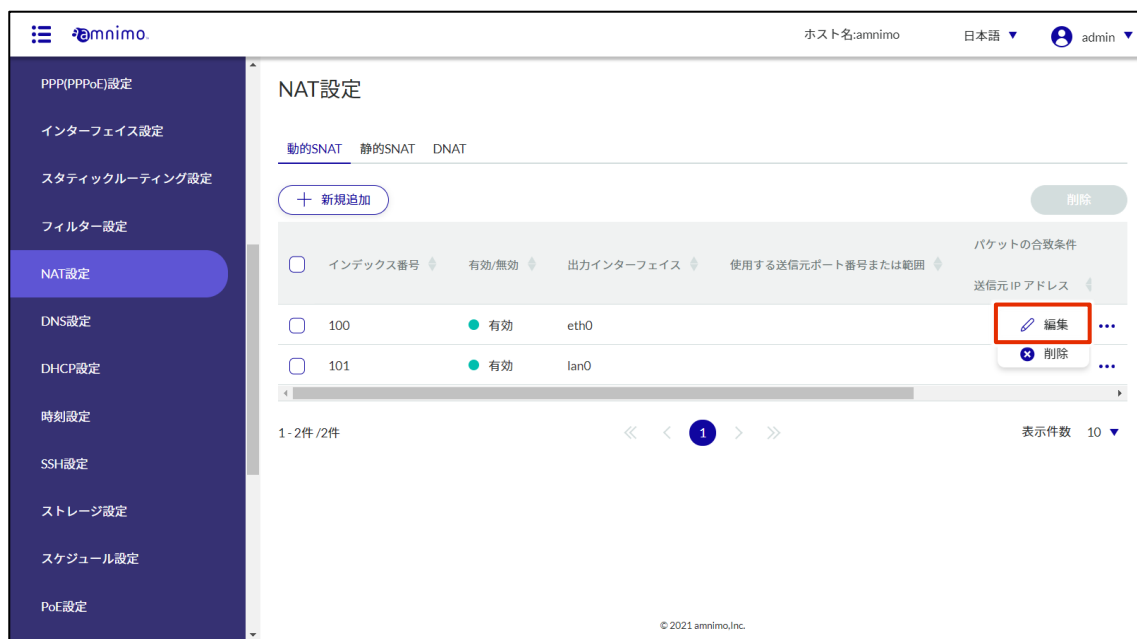 amnimo.
ホスト名:amnimo
日本語 ▼
admin ▼
PPP(PPPoE)設定
インターフェイス設定
スタティックルーティング設定
フィルター設定
NAT設定
DNS設定
DHCP設定
時刻設定
SSH設定
ストレージ設定
スケジュール設定
PoE設定
NAT設定
動的SNAT 静的SNAT DNAT
＋ 新規追加
削除
パケットの合致条件
インデックス番号 有効/無効 出力インターフェイス 使用する送信元ポート番号または範囲
送信元 IP アドレス
100 有効 eth0
編集
削除
101 有効 lan0
1 - 2件 /2件
1
表示件数 10 ▼
© 2021 amnimo,Inc.